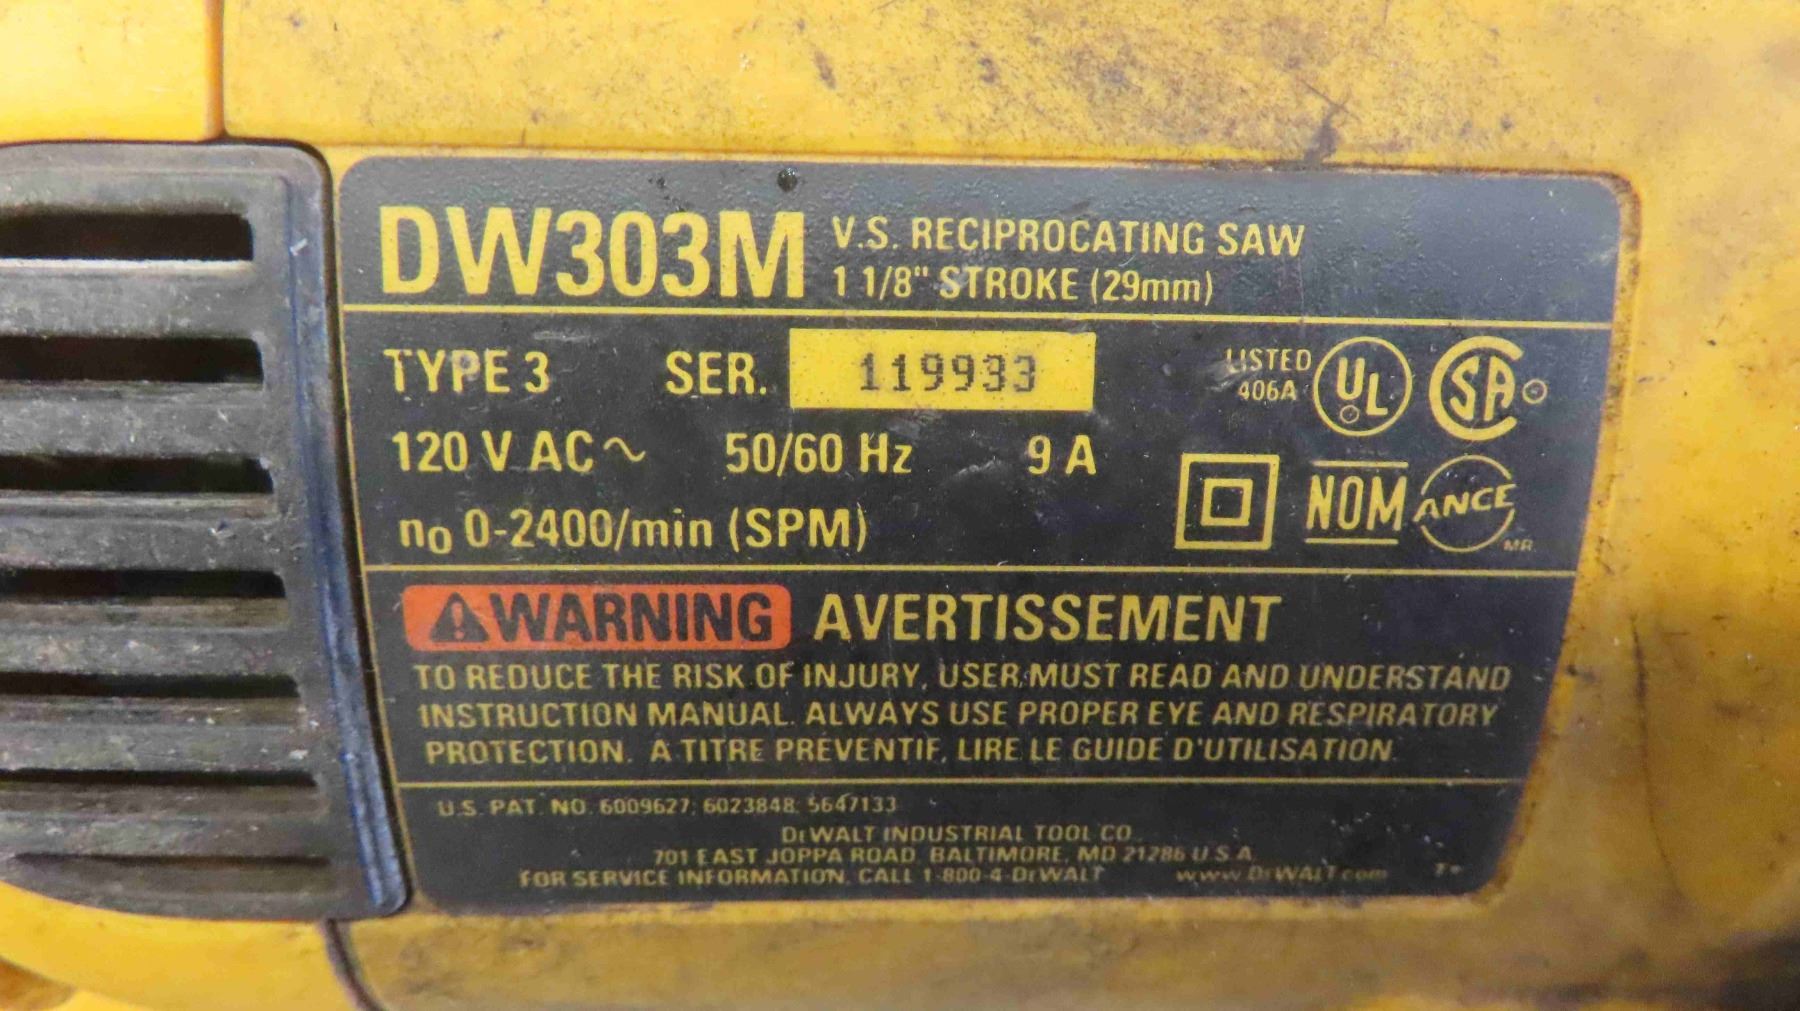 DW303M V.S. RECIPROCATING SAW
1 1/8" STROKE (29mm)
TYPE 3 SER. 119933
LISTED
406A
UL
SA
120 V AC ~ 50/60 Hz 9 A
n0 0-2400/min (SPM)
NOM
ANCE
MR
WARNING AVERTISSEMENT
TO REDUCE THE RISK OF INJURY, USER MUST READ AND UNDERSTAND
INSTRUCTION MANUAL. ALWAYS USE PROPER EYE AND RESPIRATORY
PROTECTION. A TITRE PREVENTIF, LIRE LE GUIDE D'UTILISATION.
U.S. PAT. NO. 6009627; 6023848; 5647133
DEWALT INDUSTRIAL TOOL CO.
701 EAST JOPPA ROAD, BALTIMORE, MD 21286 U.S.A.
FOR SERVICE INFORMATION, CALL 1-800-4-DEWALT www.DEWALT.com